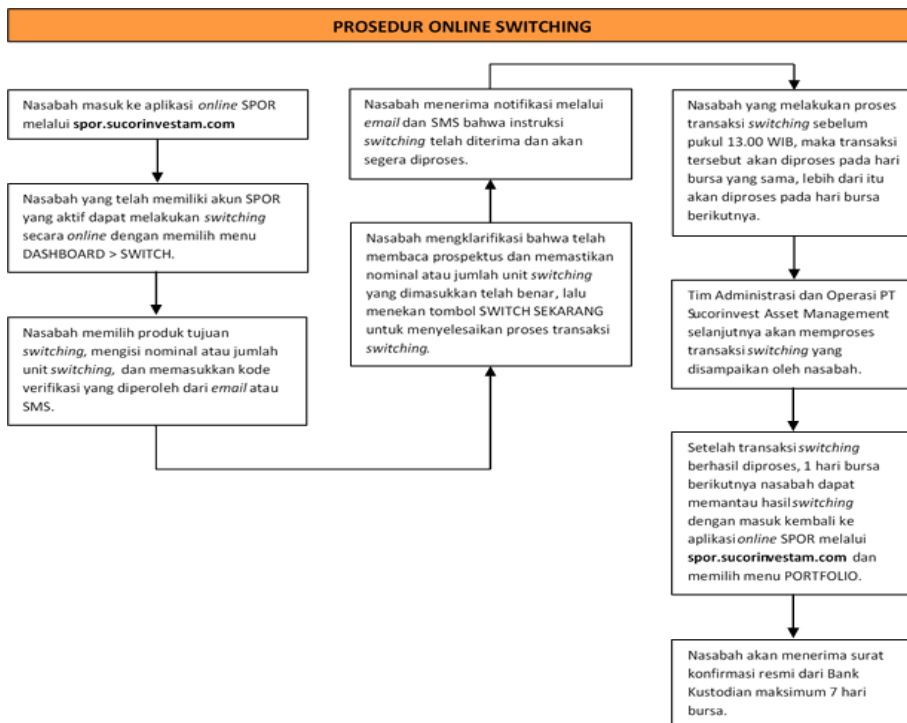 PROSEDUR ONLINE SWITCHING
Nasabah masuk ke aplikasi online SPOR
melalui spor.sucorinvestam.com
Nasabah yang telah memiliki akun SPOR
yang aktif dapat melakukan switching
secara online dengan memilih menu
DASHBOARD > SWITCH.
Nasabah memilih produk tujuan
switching, mengisi nominal atau jumlah
unit switching, dan memasukkan kode
verifikasi yang diperoleh dari email atau
SMS.
Nasabah mengklarifikasi bahwa telah
membaca prospektus dan memastikan
nominal atau jumlah unit switching
yang dimasukkan telah benar, lalu
menekan tombol SWITCH SEKARANG
untuk menyelesaikan proses transaksi
switching.
Nasabah menerima notifikasi melalui
email dan SMS bahwa instruksi
switching telah diterima dan akan
segera diproses.
Nasabah yang melakukan proses
transaksi switching sebelum
pukul 13.00 WIB, maka transaksi
tersebut akan diproses pada hari
bursa yang sama, lebih dari itu
akan diproses pada hari bursa
berikutnya.
Tim Administrasi dan Operasi PT
Sucorinvest Asset Management
selanjutnya akan memproses
transaksi switching yang
disampaikan oleh nasabah.
Setelah transaksi switching
berhasil diproses, 1 hari bursa
berikutnya nasabah dapat
memantau hasil switching
dengan masuk kembali ke
aplikasi online SPOR melalui
spor.sucorinvestam.com dan
memilih menu PORTFOLIO.
Nasabah akan menerima surat
konfirmasi resmi dari Bank
Kustodian maksimum 7 hari
bursa.